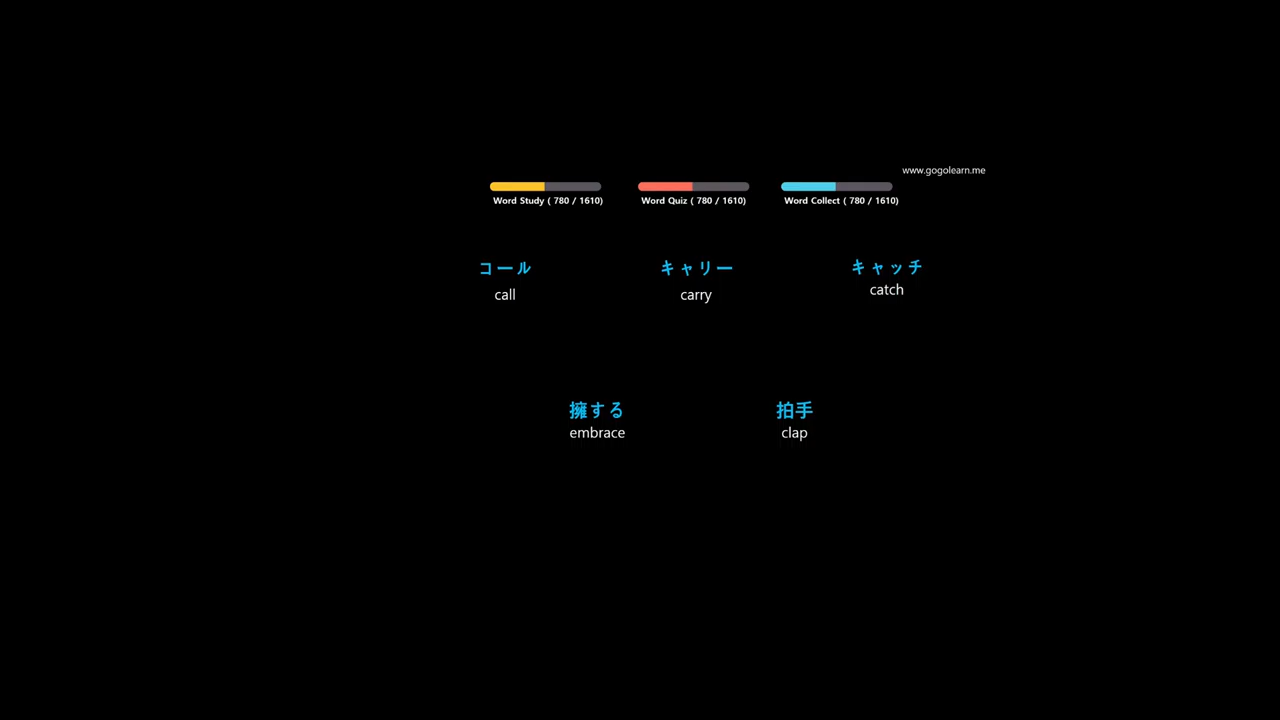 www.gogolearn.me
Word Study ( 780 / 1610)
Word Quiz ( 780 / 1610)
Word Collect ( 780 / 1610)
コール
call
キャリー
carry
キャッチ
catch
擁する
embrace
拍手
clap